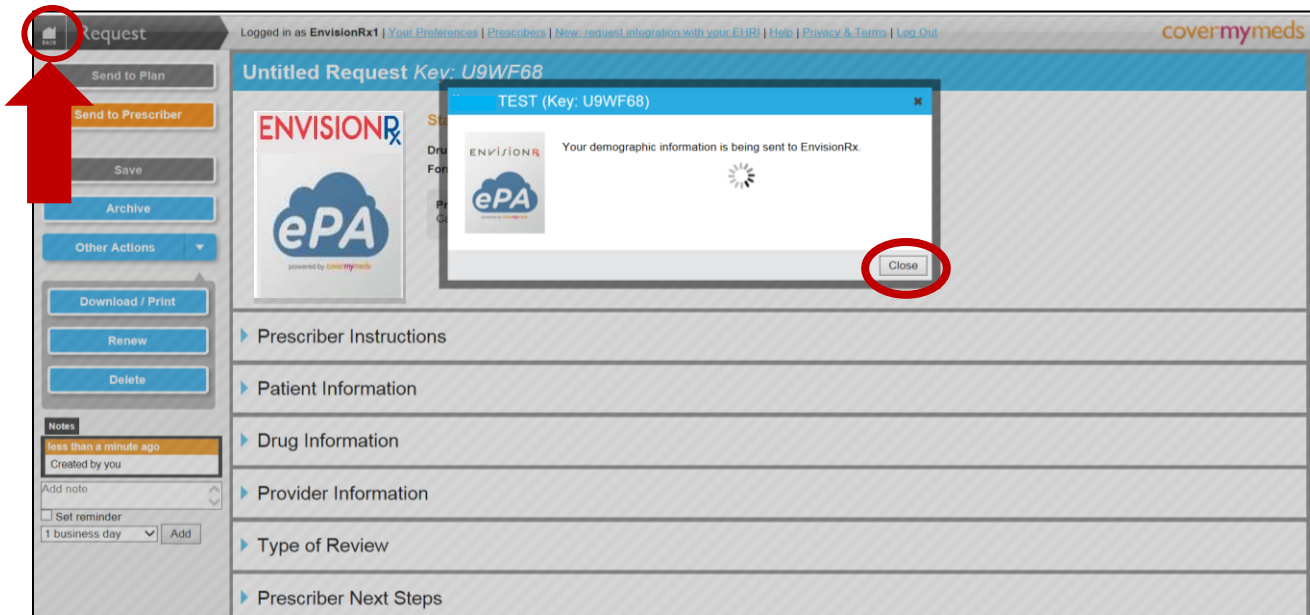 BACK
Request
Logged in as EnvisionRx1 | Your Preferences | Prescribers | New: request integration with your EHR! | Help | Privacy & Terms | Log Out
covermymeds
Send to Plan
Send to Prescriber
Save
Archive
Other Actions
Download / Print
Renew
Delete
Notes
less than a minute ago
Created by you
Add note
Set reminder
1 business day
Add
Untitled Request Key: U9WF68
ENVISIONRx
ePA
powered by covermymeds
TEST (Key: U9WF68)
ENVISIONRx
ePA
powered by covermymeds
Your demographic information is being sent to EnvisionRx.
Close
Prescriber Instructions
Patient Information
Drug Information
Provider Information
Type of Review
Prescriber Next Steps